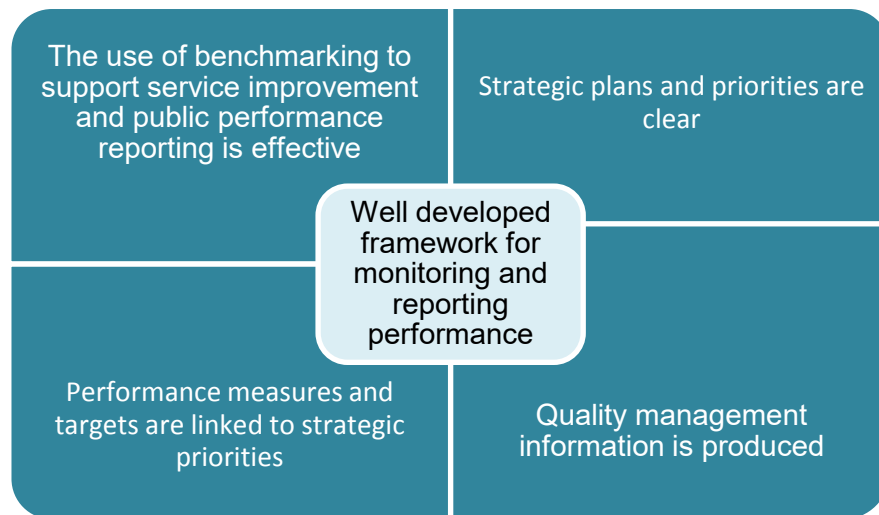 The use of benchmarking to
support service improvement
and public performance
reporting is effective
Strategic plans and priorities are
clear
Well developed
framework for
monitoring and
reporting
performance
Performance measures and
targets are linked to strategic
priorities
Quality management
information is produced